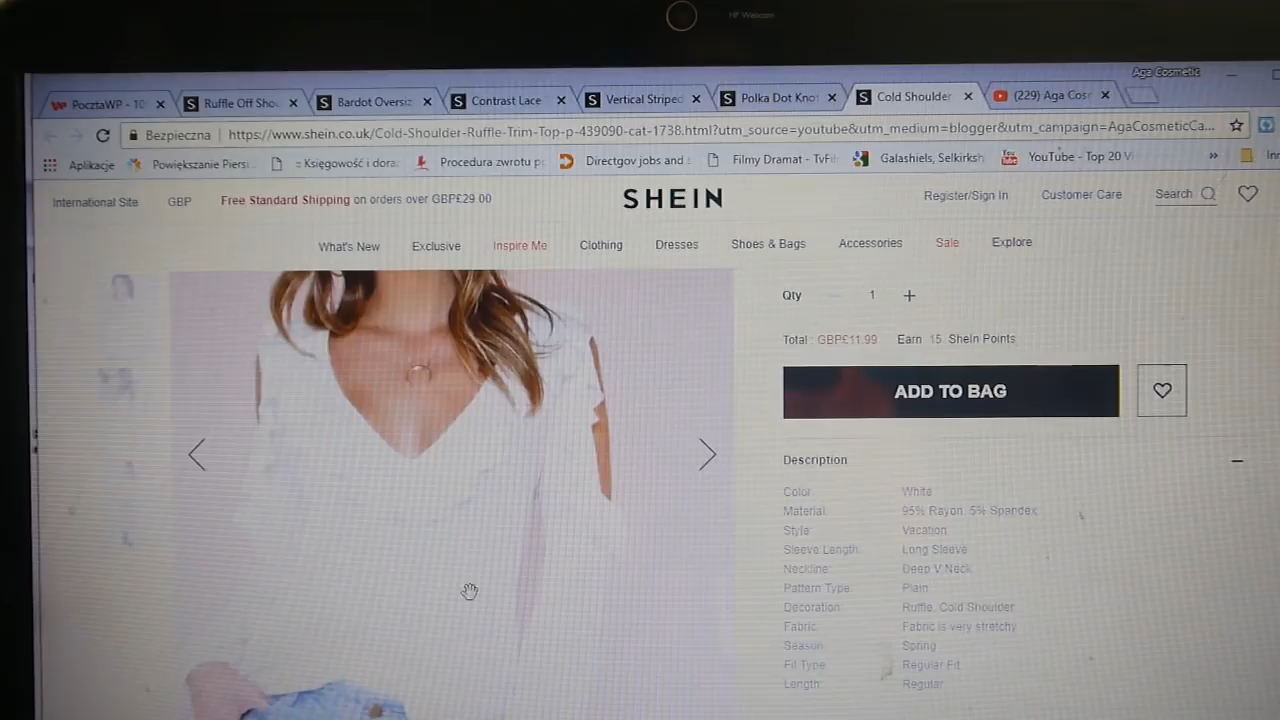 HP Webcam
Aga Cosmetic
PocztaWP - 10
Ruffle Off Shou
Bardot Oversiz
Contrast Lace
Vertical Striped
Polka Dot Knot
Cold Shoulder
(229) Aga Cosm
Bezpieczna
https://www.shein.co.uk/Cold-Shoulder-Ruffle-Trim-Top-p-439090-cat-1738.html?utm_source=youtube&utm_medium=blogger&utm_campaign=AgaCosmeticCa...
Aplikacje
Powiększanie Piersi
:: Księgowość i dora
Procedura zwrotu p
Directgov jobs and s
Filmy Dramat - TvFil
Galashiels, Selkirksh
YouTube - Top 20 Vi
»
International Site
GBP
Free Standard Shipping on orders over GBP£29.00
SHEIN
Register/Sign In
Customer Care
Search
What's New
Exclusive
Inspire Me
Clothing
Dresses
Shoes & Bags
Accessories
Sale
Explore
Qty 1 +
Total : GBP£11.99 Earn 15 SheIn Points
ADD TO BAG
Description
Color: White
Material: 95% Rayon, 5% Spandex
Style: Vacation
Sleeve Length: Long Sleeve
Neckline: Deep V Neck
Pattern Type: Plain
Decoration: Ruffle, Cold Shoulder
Fabric: Fabric is very stretchy
Season: Spring
Fit Type: Regular Fit
Length: Regular